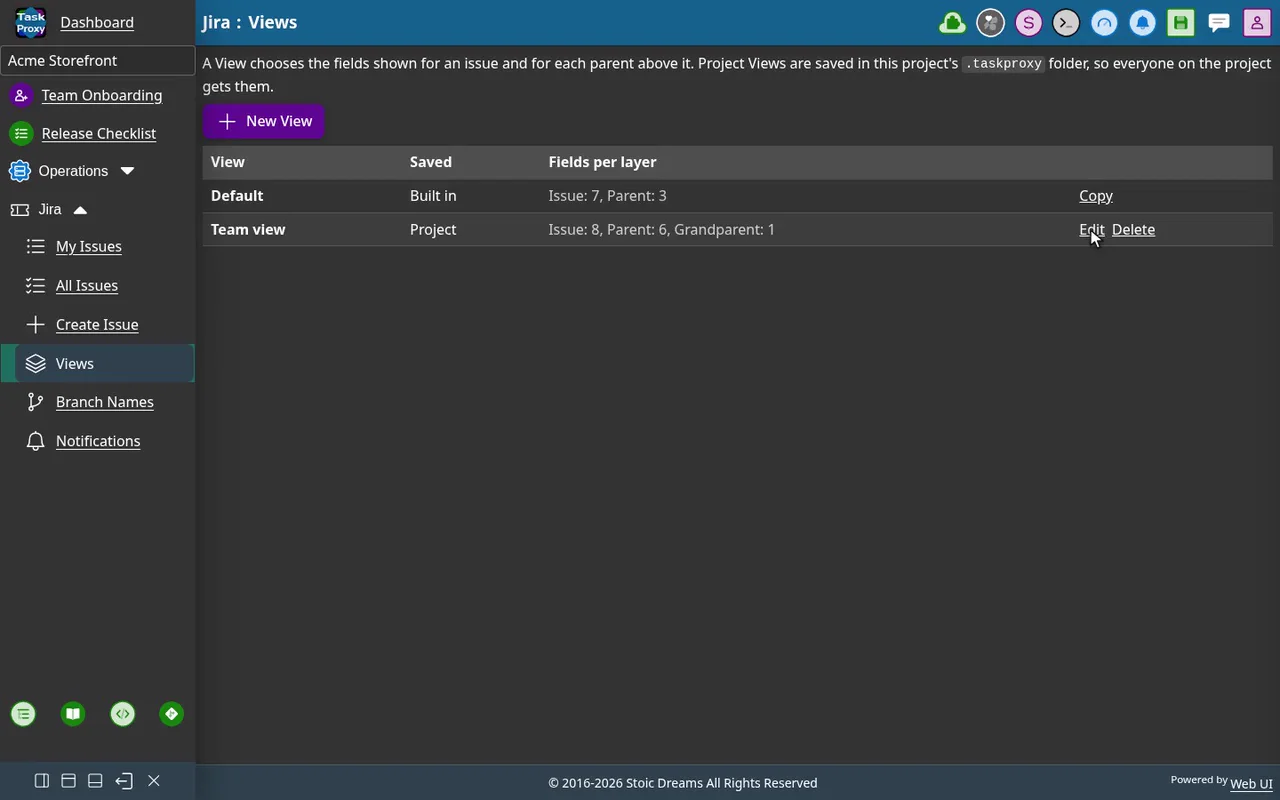 Task Proxy
Dashboard
Jira : Views
S
Acme Storefront
Team Onboarding
Release Checklist
Operations
Jira
My Issues
All Issues
Create Issue
Views
Branch Names
Notifications
A View chooses the fields shown for an issue and for each parent above it. Project Views are saved in this project's .taskproxy folder, so everyone on the project
gets them.
New View
View Saved Fields per layer
Default Built in Issue: 7, Parent: 3 Copy
Team view Project Issue: 8, Parent: 6, Grandparent: 1 Edit Delete
© 2016-2026 Stoic Dreams All Rights Reserved
Powered by Web UI